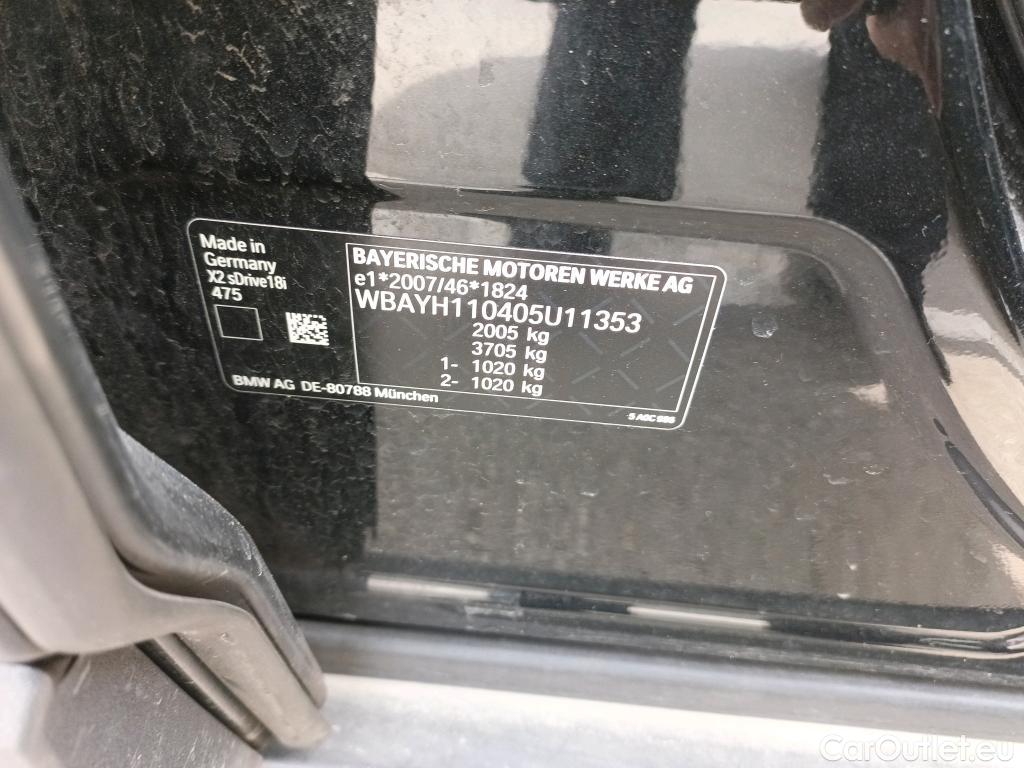 Made in
Germany
X2 sDrive18i
475
BAYERISCHE MOTOREN WERKE AG
e1*2007/46*1824
WBAYH110405U11353
2005 kg
3705 kg
1- 1020 kg
2- 1020 kg
BMW AG DE-80788 München
CarOutlet.eu